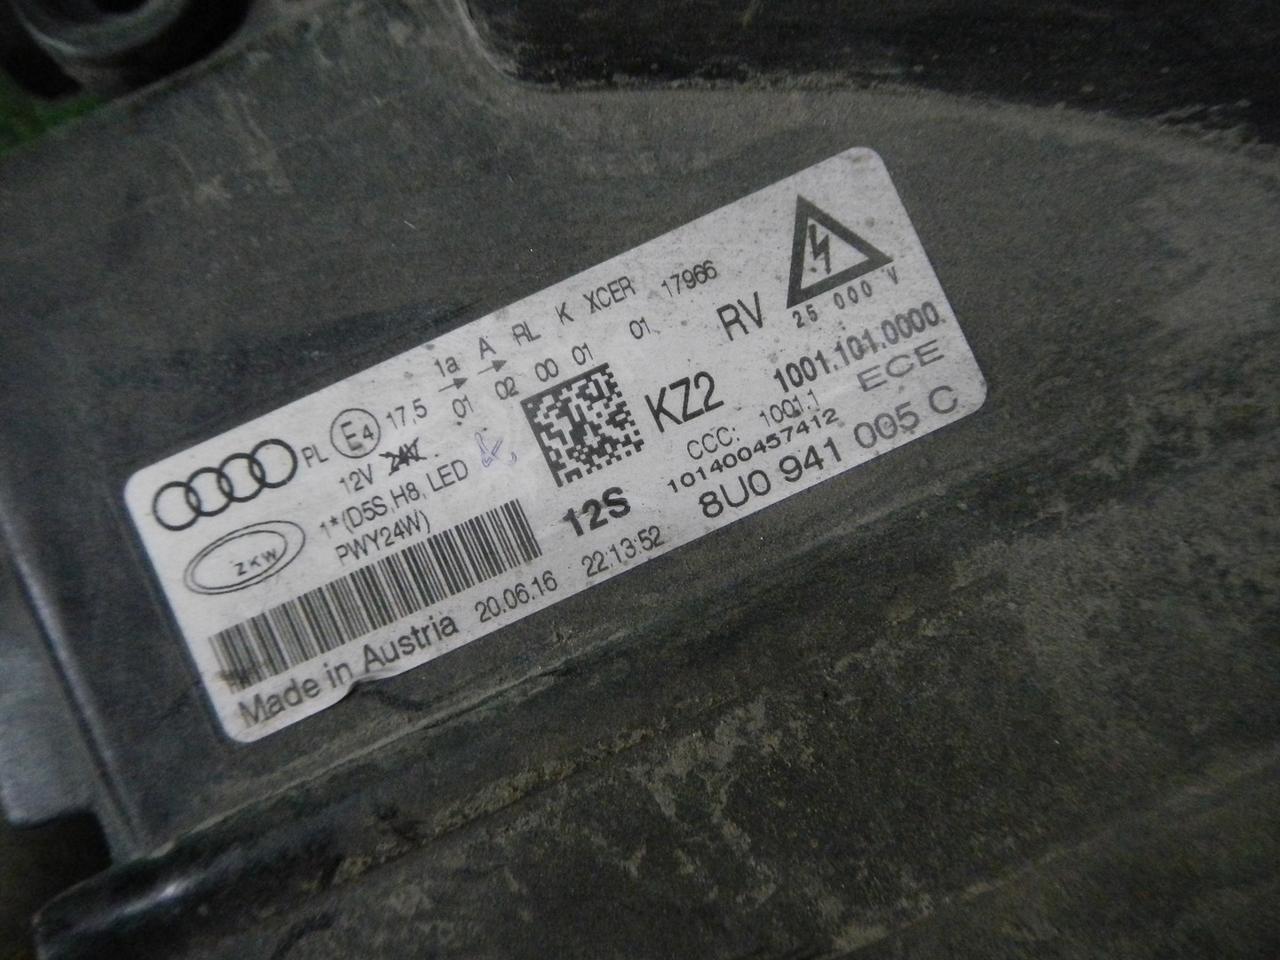 1a A RL K XCER 17966
01 02 00 01 01
PL E4 17,5
12V 24V
RV
25 000 V
ZKW
1*(D5S,H8, LED
PWY24W)
KZ2
1001.101.0000.
ECE
12S
CCC: 1001.1
101400457412
8U0 941 005 C
Made in Austria 20.06.16 22:13:52